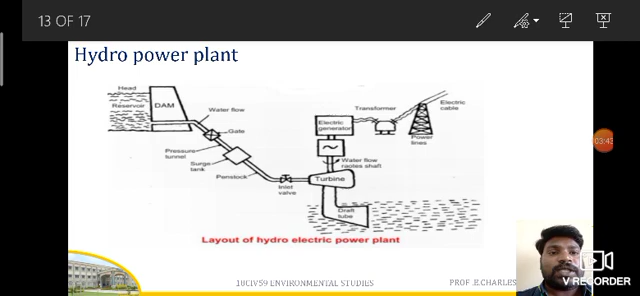 13 OF 17
Hydro power plant
Head
Reservoir
DAM
Water flow
Gate
Pressure
tunnel
Surge
tank
Penstock
Inlet
valve
Turbine
Draft
tube
Water flow
raotes shaft
Electric
generator
Transformer
Power
lines
Electric
cable
Layout of hydro electric power plant
03:43
18CIV59 ENVIRONMENTAL STUDIES
PROF .E.CHARLES
V RECORDER